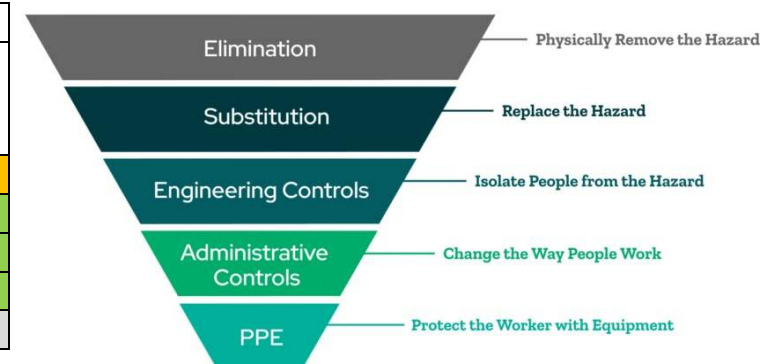 Elimination
Physically Remove the Hazard
Substitution
Replace the Hazard
Engineering Controls
Isolate People from the Hazard
Administrative
Controls
Change the Way People Work
PPE
Protect the Worker with Equipment